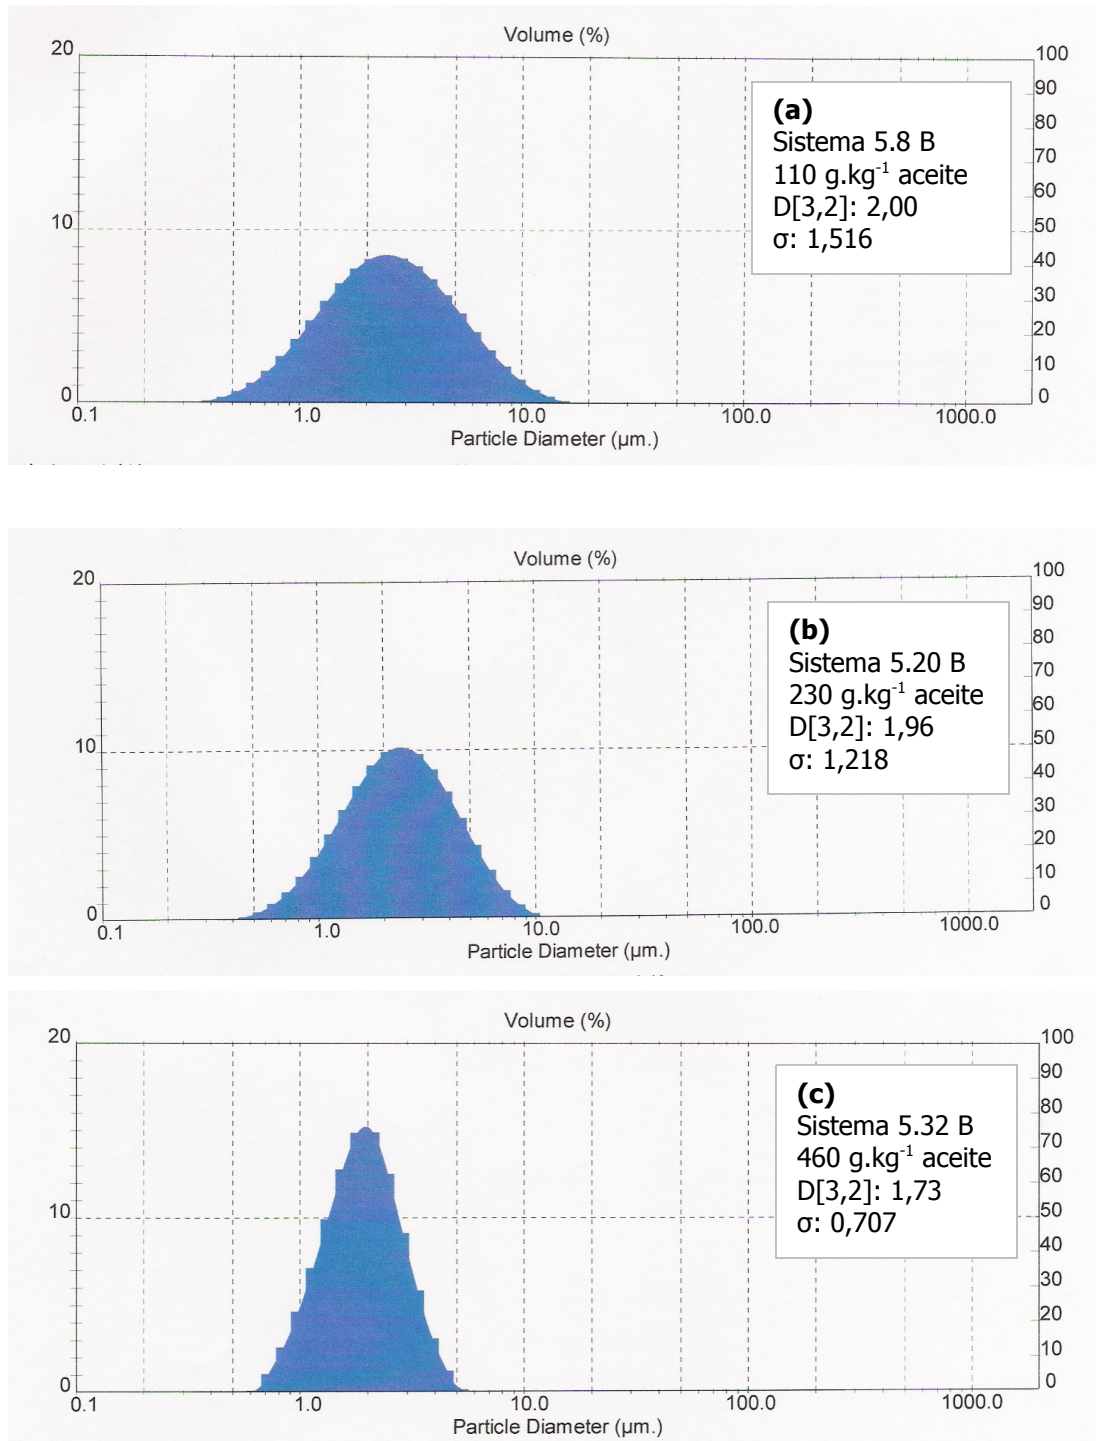 Volume (%)
20
100
90
80
70
60
10
50
40
30
20
10
0
0
(a)
Sistema 5.8 B
110 g.kg⁻¹ aceite
D[3,2]: 2,00
σ: 1,516
0.1
1.0
10.0
100.0
1000.0
Particle Diameter (µm.)
Volume (%)
20
100
90
80
70
60
10
50
40
30
20
10
0
0
(b)
Sistema 5.20 B
230 g.kg⁻¹ aceite
D[3,2]: 1,96
σ: 1,218
0.1
1.0
10.0
100.0
1000.0
Particle Diameter (µm.)
Volume (%)
20
100
90
80
70
60
10
50
40
30
20
10
0
0
(c)
Sistema 5.32 B
460 g.kg⁻¹ aceite
D[3,2]: 1,73
σ: 0,707
0.1
1.0
10.0
100.0
1000.0
Particle Diameter (µm.)